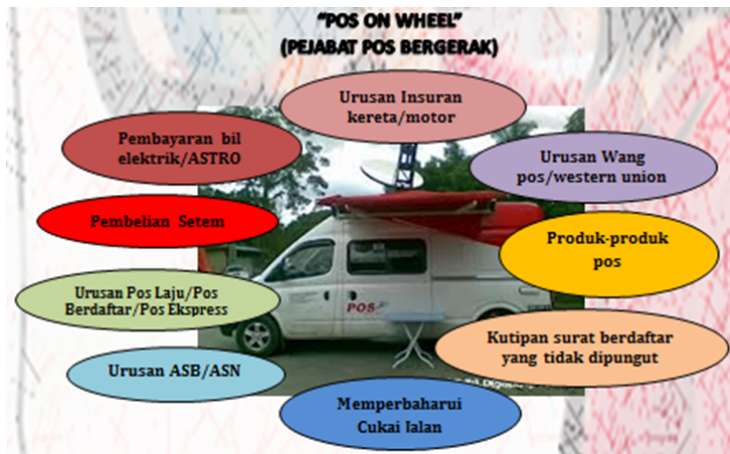 "POS ON WHEEL"
(PEJABAT POS BERGERAK)
Urusan Insuran
kereta/motor
Pembayaran bil
elektrik/ASTRO
Urusan Wang
pos/western union
Pembelian Setem
Produk-produk
pos
Urusan Pos Laju/Pos
Berdaftar/Pos Ekspress
POS
Kutipan surat berdaftar
yang tidak dipungut
Urusan ASB/ASN
Memperbaharui
Cukai Jalan